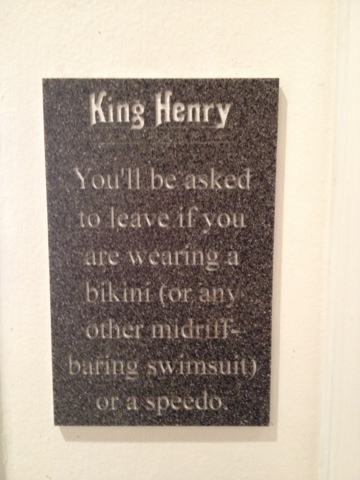 King Henry
You'll be asked
to leave if you
are wearing a
bikini (or any
other midriff-
baring swimsuit)
or a speedo.